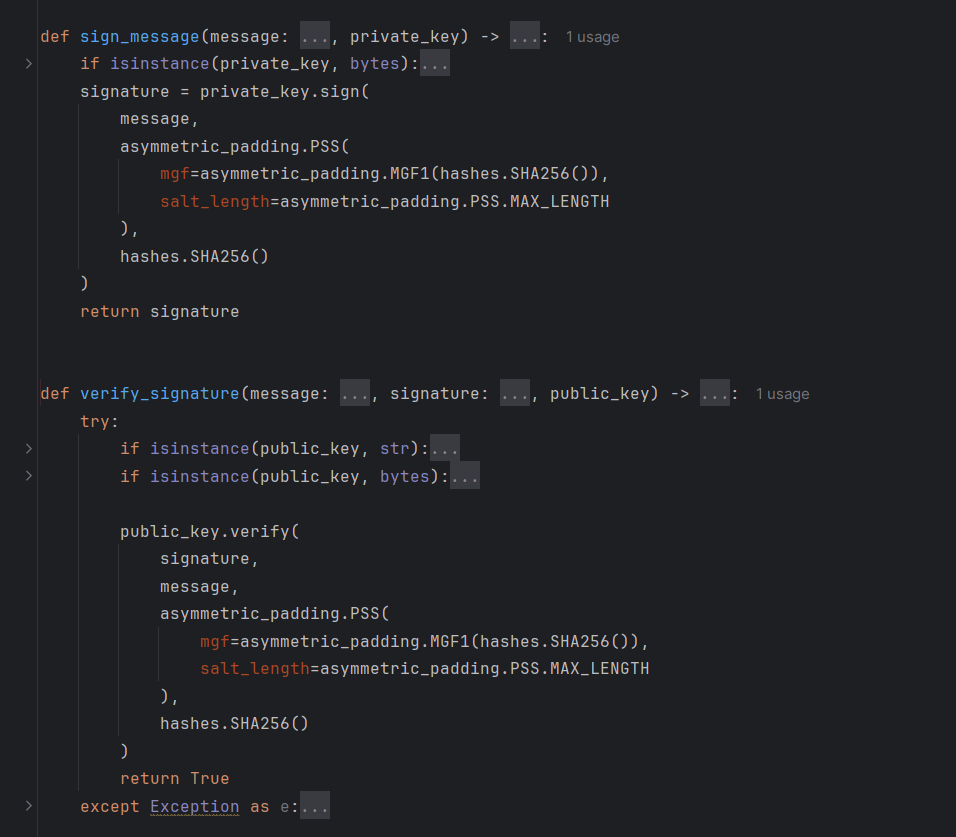 def sign_message(message: ..., private_key) -> ...: 1 usage
    if isinstance(private_key, bytes):...
    signature = private_key.sign(
        message,
        asymmetric_padding.PSS(
            mgf=asymmetric_padding.MGF1(hashes.SHA256()),
            salt_length=asymmetric_padding.PSS.MAX_LENGTH
        ),
        hashes.SHA256()
    )
    return signature
def verify_signature(message: ..., signature: ..., public_key) -> ...: 1 usage
    try:
        if isinstance(public_key, str):...
        if isinstance(public_key, bytes):...
        public_key.verify(
            signature,
            message,
            asymmetric_padding.PSS(
                mgf=asymmetric_padding.MGF1(hashes.SHA256()),
                salt_length=asymmetric_padding.PSS.MAX_LENGTH
            ),
            hashes.SHA256()
        )
        return True
    except Exception as e:...